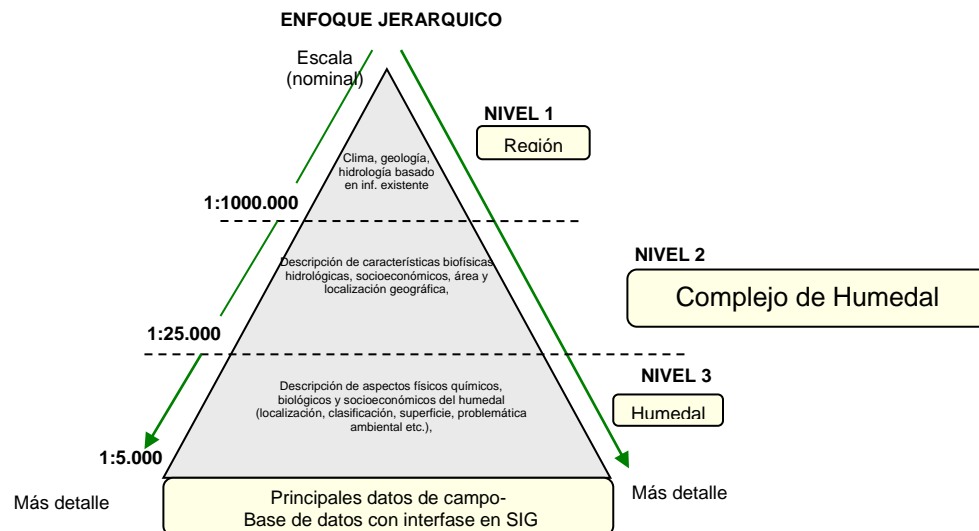 ENFOQUE JERARQUICO
Escala
(nominal)
NIVEL 1
Región
Clima, geología,
hidrología basado
en inf. existente
1:1000.000
NIVEL 2
Descripción de características biofísicas
hidrológicas, socioeconómicos, área y
localización geográfica,
Complejo de Humedal
1:25.000
NIVEL 3
Descripción de aspectos físicos químicos,
biológicos y socioeconómicos del humedal
(localización, clasificación, superficie, problemática
ambiental etc.),
Humedal
1:5.000
Más detalle
Principales datos de campo-
Base de datos con interfase en SIG
Más detalle